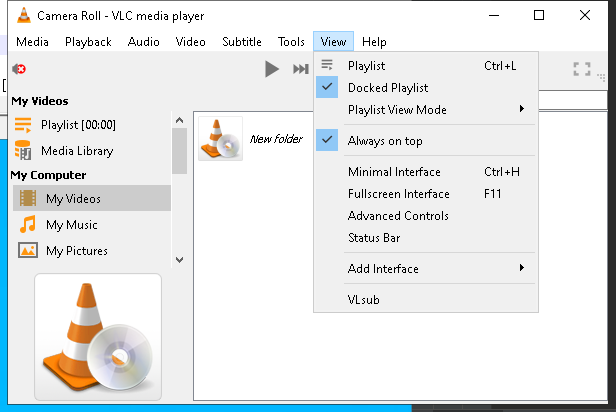 Camera Roll - VLC media player
Media Playback Audio Video Subtitle Tools View Help
Playlist Ctrl+L
Docked Playlist
Playlist View Mode
Always on top
Minimal Interface Ctrl+H
Fullscreen Interface F11
Advanced Controls
Status Bar
Add Interface
VLsub
My Videos
Playlist [00:00]
Media Library
My Computer
My Videos
My Music
My Pictures
New folder